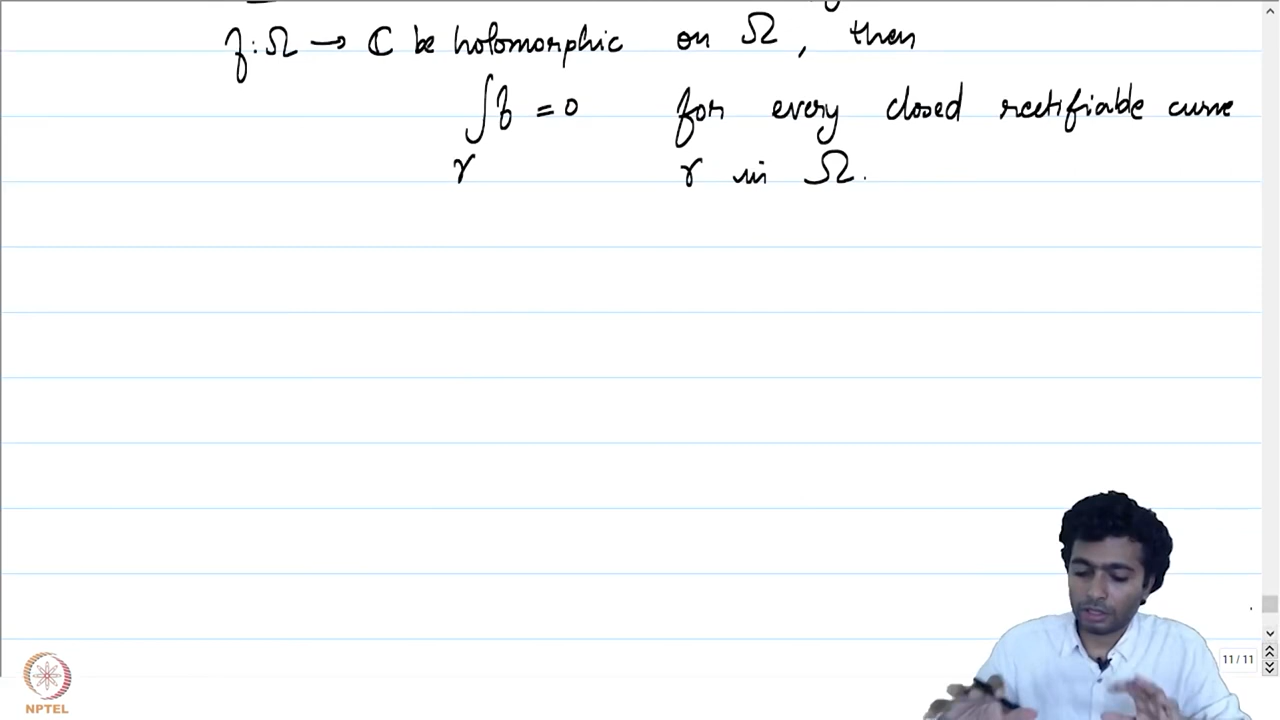 f : Ω → ℂ be holomorphic on Ω, then
∫ f = 0 for every closed rectifiable curve
γ γ in Ω.
11 / 11
NPTEL